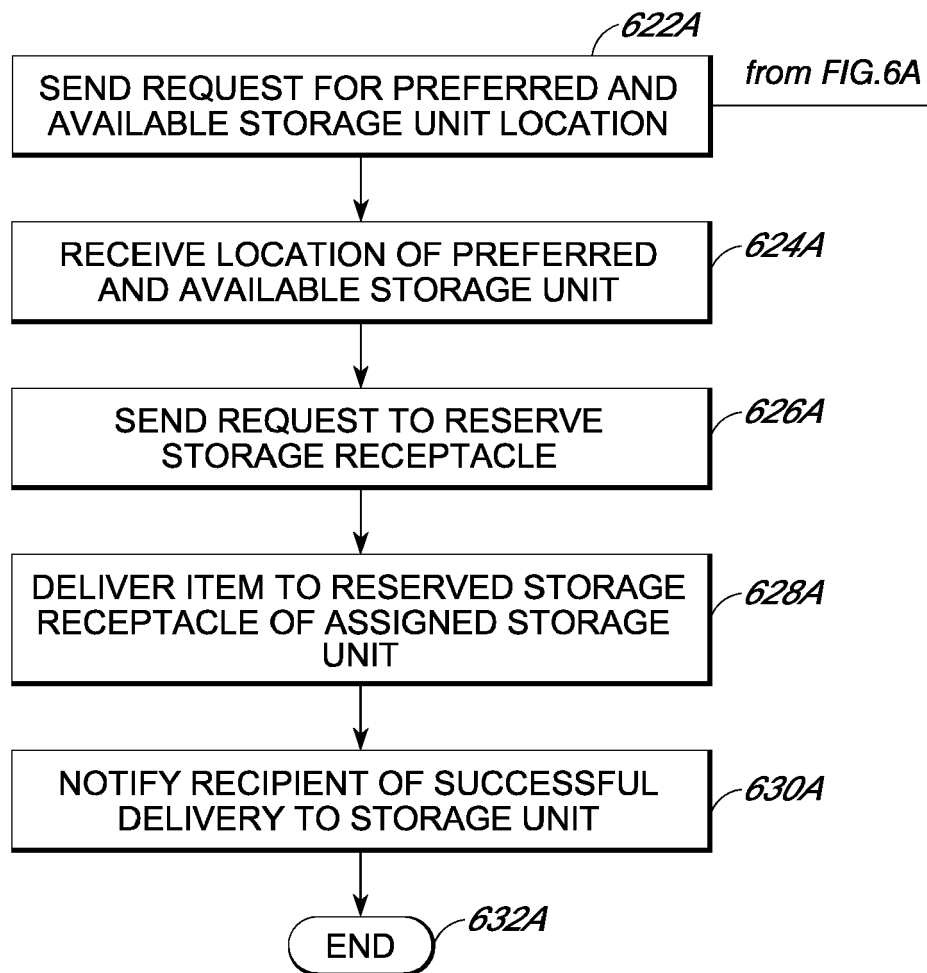 622A
from FIG.6A
SEND REQUEST FOR PREFERRED AND
AVAILABLE STORAGE UNIT LOCATION
624A
RECEIVE LOCATION OF PREFERRED
AND AVAILABLE STORAGE UNIT
626A
SEND REQUEST TO RESERVE
STORAGE RECEPTACLE
628A
DELIVER ITEM TO RESERVED STORAGE
RECEPTACLE OF ASSIGNED STORAGE
UNIT
630A
NOTIFY RECIPIENT OF SUCCESSFUL
DELIVERY TO STORAGE UNIT
632A
END